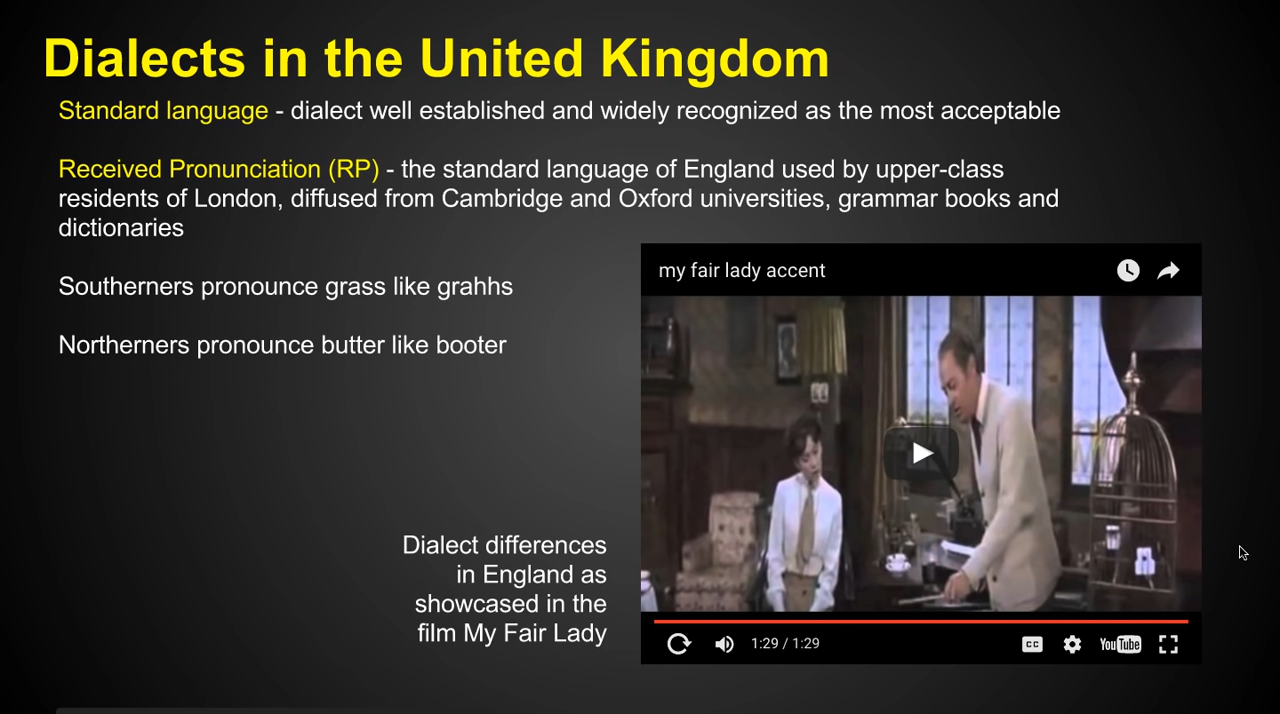 Dialects in the United Kingdom
Standard language - dialect well established and widely recognized as the most acceptable
Received Pronunciation (RP) - the standard language of England used by upper-class
residents of London, diffused from Cambridge and Oxford universities, grammar books and
dictionaries
Southerners pronounce grass like grahhs
Northerners pronounce butter like booter
Dialect differences
in England as
showcased in the
film My Fair Lady
my fair lady accent
1:29 / 1:29
CC
YouTube